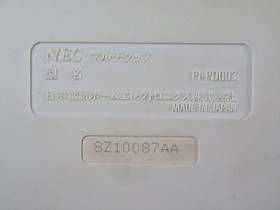 NEC マルチタップ
型名 PI-PD003
日本電気ホームエレクトロニクス株式会社
MADE IN JAPAN
8Z10087AA